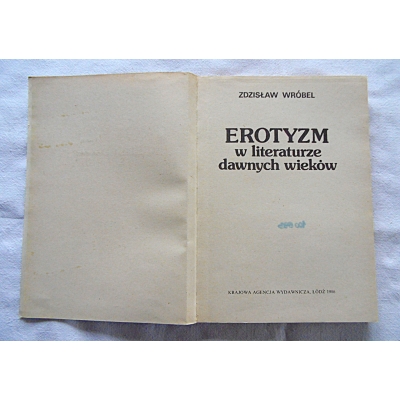 ZDZISŁAW WRÓBEL
EROTYZM
w literaturze
dawnych wieków
KRAJOWA AGENCJA WYDAWNICZA, ŁÓDŹ 1986